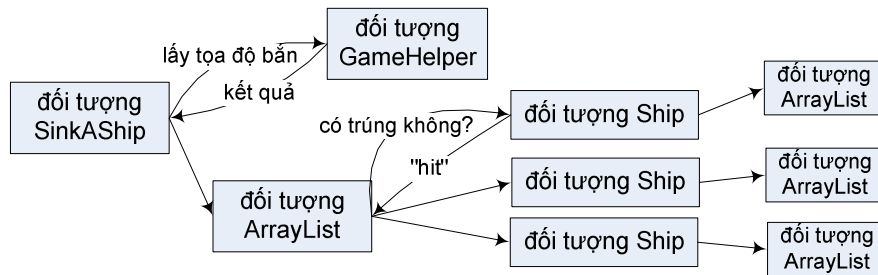 đối tượng
GameHelper
lấy tọa độ bắn
kết quả
đối tượng
SinkAShip
có trúng không?
"hit"
đối tượng
ArrayList
đối tượng Ship
đối tượng
ArrayList
đối tượng Ship
đối tượng
ArrayList
đối tượng Ship
đối tượng
ArrayList